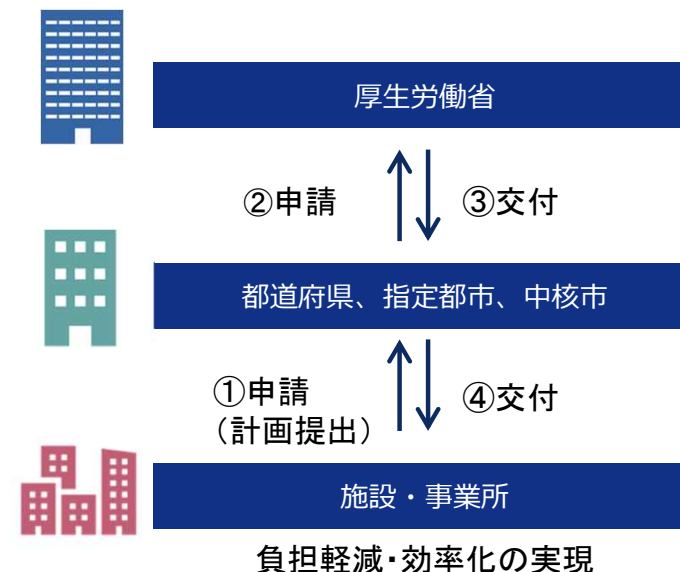 厚生労働省
②申請
③交付
都道府県、指定都市、中核市
①申請
（計画提出）
④交付
施設・事業所
負担軽減・効率化の実現